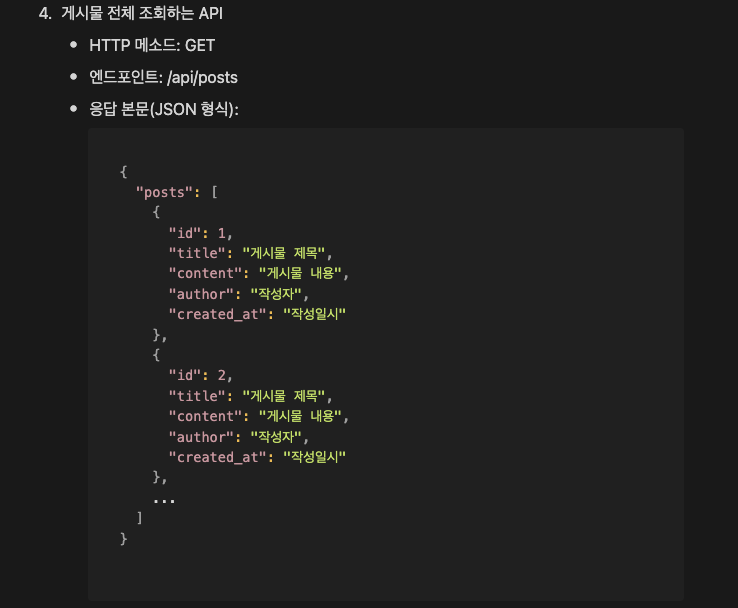 4. 게시물 전체 조회하는 API
• HTTP 메소드: GET
• 엔드포인트: /api/posts
• 응답 본문(JSON 형식):
{
  "posts": [
    {
      "id": 1,
      "title": "게시물 제목",
      "content": "게시물 내용",
      "author": "작성자",
      "created_at": "작성일시"
    },
    {
      "id": 2,
      "title": "게시물 제목",
      "content": "게시물 내용",
      "author": "작성자",
      "created_at": "작성일시"
    },
    ...
  ]
}